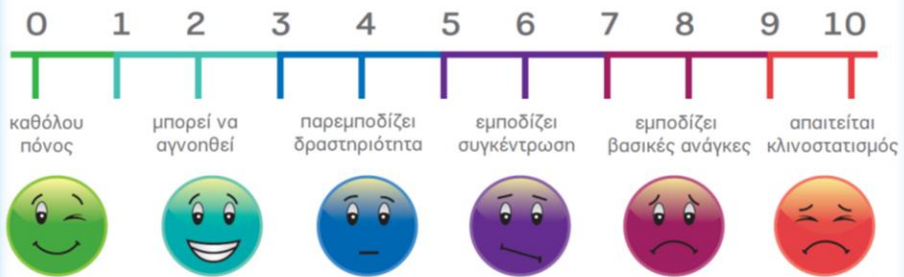 0 1 2 3 4 5 6 7 8 9 10
καθόλου πόνος
μπορεί να αγνοηθεί
παρεμποδίζει δραστηριότητα
εμποδίζει συγκέντρωση
εμποδίζει βασικές ανάγκες
απαιτείται κλινοστατισμός